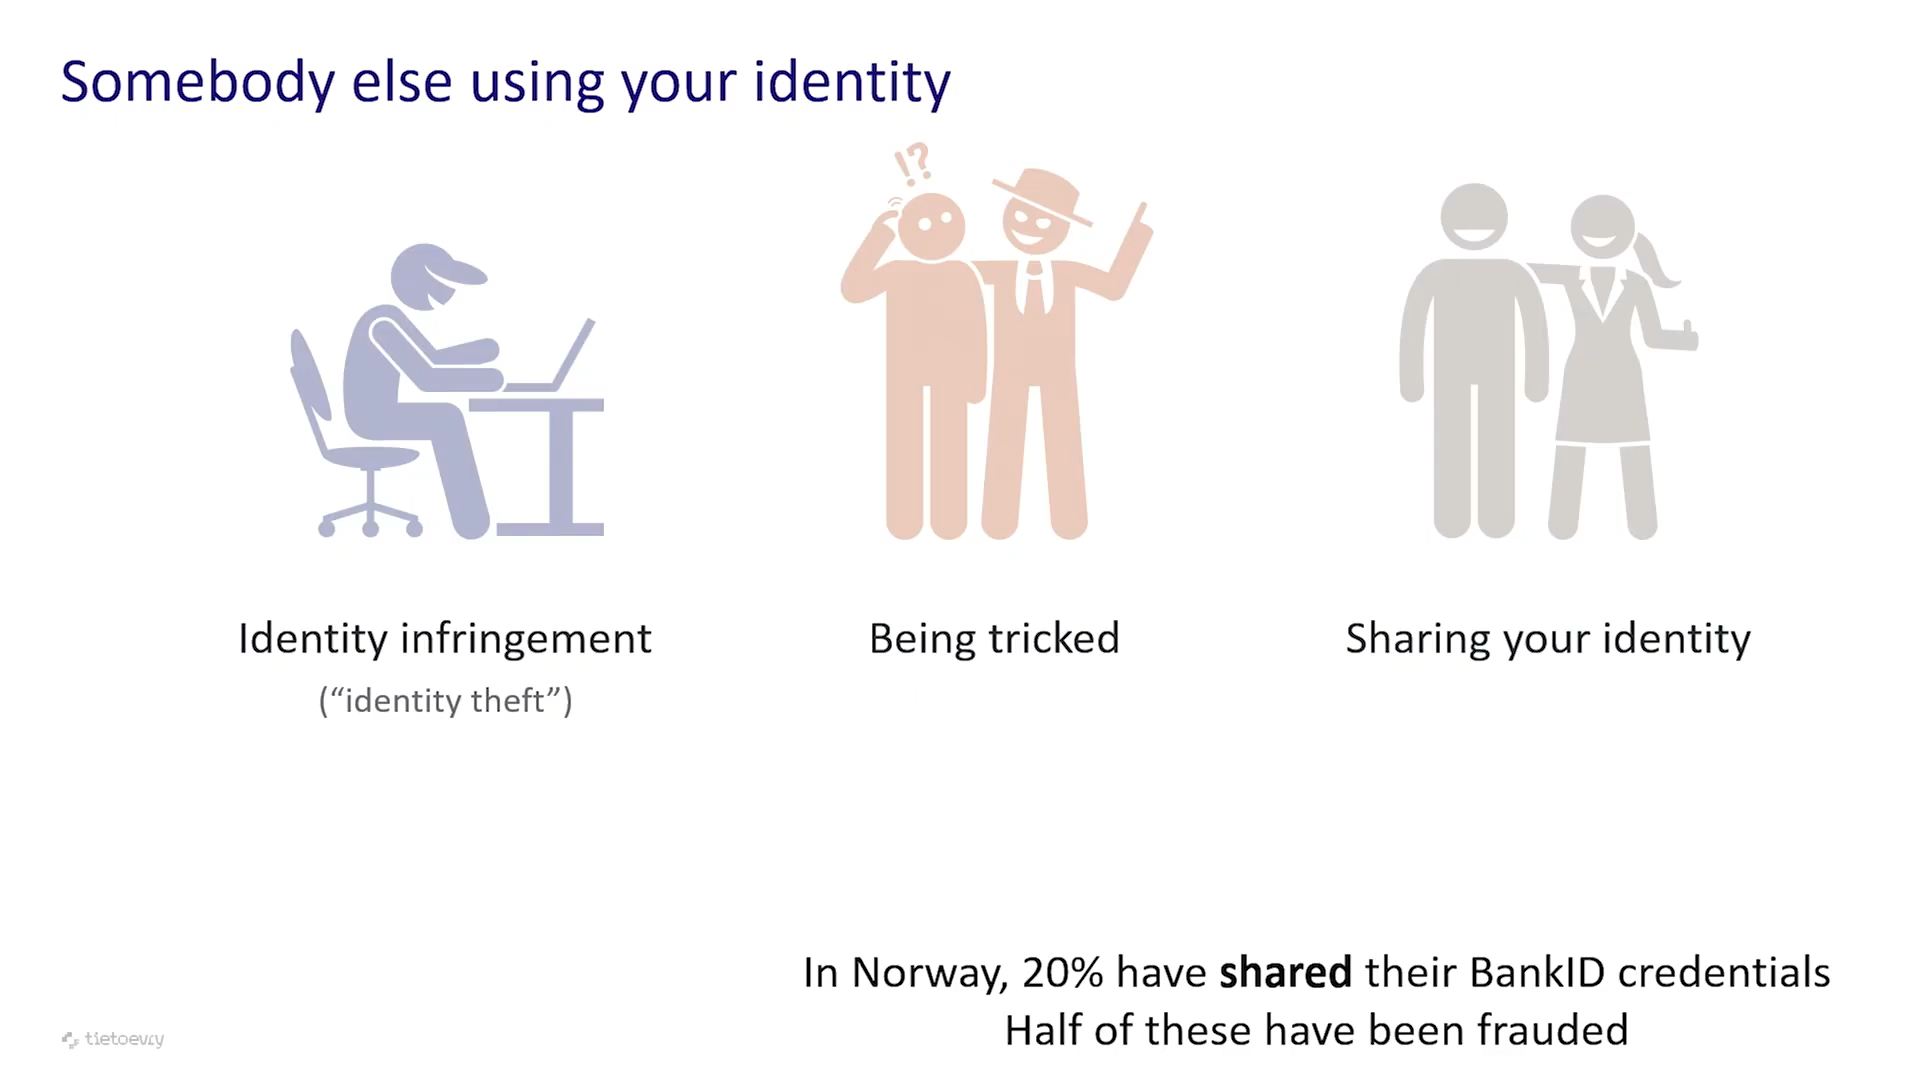 Somebody else using your identity
!?
Identity infringement
("identity theft")
Being tricked
Sharing your identity
In Norway, 20% have shared their BankID credentials
Half of these have been frauded
tietoevry